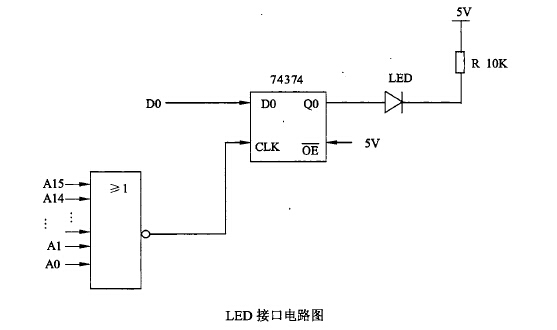 5V
R 10K
LED
74374
D0
D0 Q0
CLK
OE
5V
≥1
A15
A14
⋮ ⋮
A1
A0
LED 接口电路图